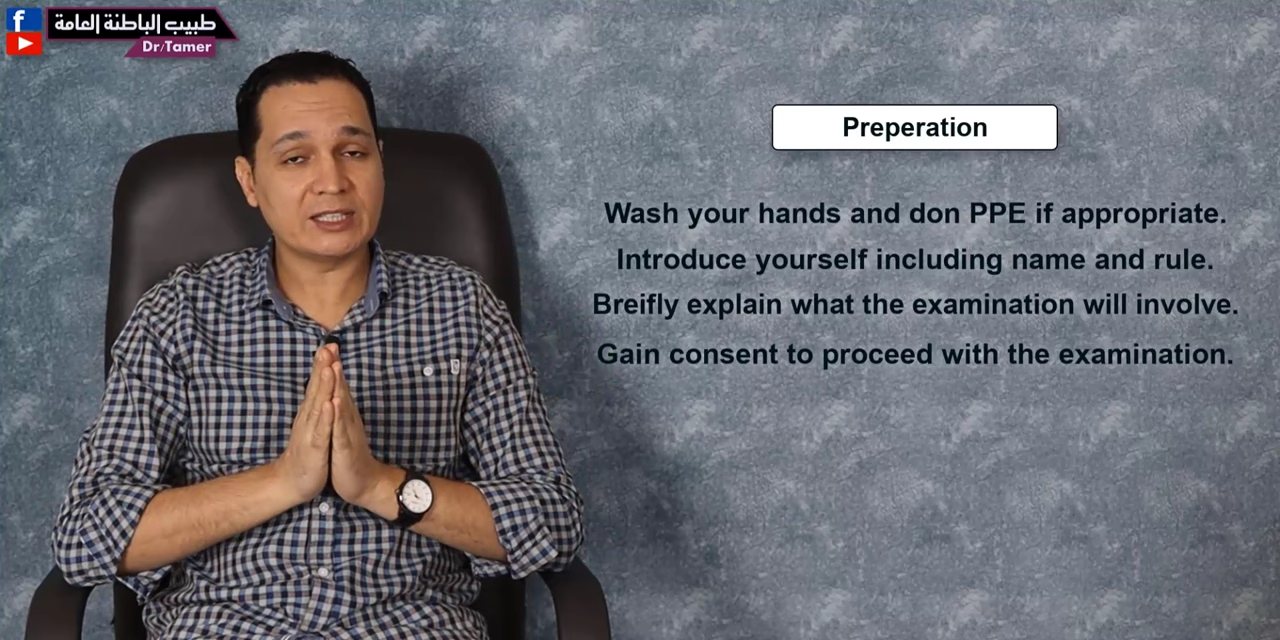 طبيب الباطنة العامة
Dr/Tamer
Preperation
Wash your hands and don PPE if appropriate.
Introduce yourself including name and rule.
Breifly explain what the examination will involve.
Gain consent to proceed with the examination.